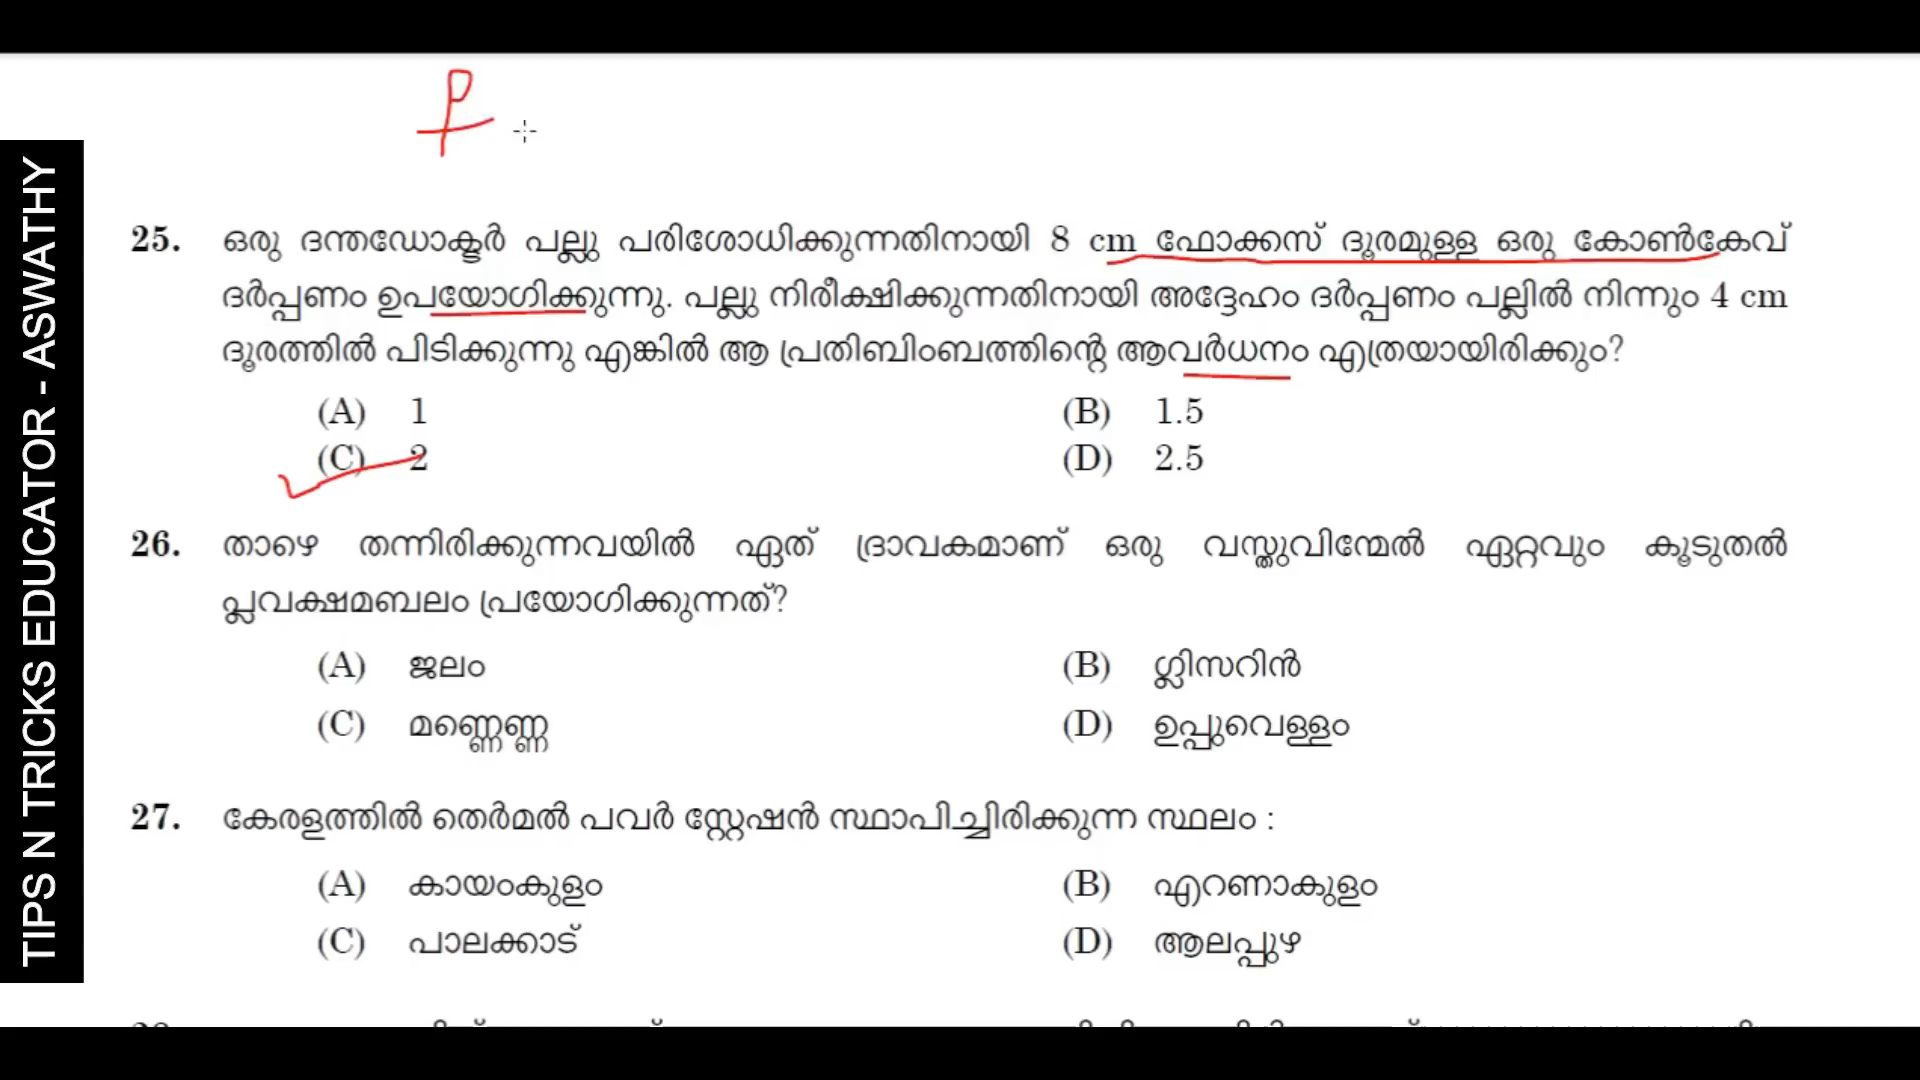 TIPS N TRICKS EDUCATOR - ASWATHY
P
25. ഒരു ദന്തഡോക്ടർ പല്ലു പരിശോധിക്കുന്നതിനായി 8 cm ഫോക്കസ് ദൂരമുള്ള ഒരു കോൺകേവ്
ദർപ്പണം ഉപയോഗിക്കുന്നു. പല്ലു നിരീക്ഷിക്കുന്നതിനായി അദ്ദേഹം ദർപ്പണം പല്ലിൽ നിന്നും 4 cm
ദൂരത്തിൽ പിടിക്കുന്നു എങ്കിൽ ആ പ്രതിബിംബത്തിന്റെ ആവർധനം എത്രയായിരിക്കും?
(A) 1 (B) 1.5
(C) 2 (D) 2.5
26. താഴെ തന്നിരിക്കുന്നവയിൽ ഏത് ദ്രാവകമാണ് ഒരു വസ്തുവിന്മേൽ ഏറ്റവും കൂടുതൽ
പ്ലവക്ഷമബലം പ്രയോഗിക്കുന്നത്?
(A) ജലം (B) ഗ്ലിസറിൻ
(C) മണ്ണെണ്ണ (D) ഉപ്പുവെള്ളം
27. കേരളത്തിൽ തെർമൽ പവർ സ്റ്റേഷൻ സ്ഥാപിച്ചിരിക്കുന്ന സ്ഥലം :
(A) കായംകുളം (B) എറണാകുളം
(C) പാലക്കാട് (D) ആലപ്പുഴ